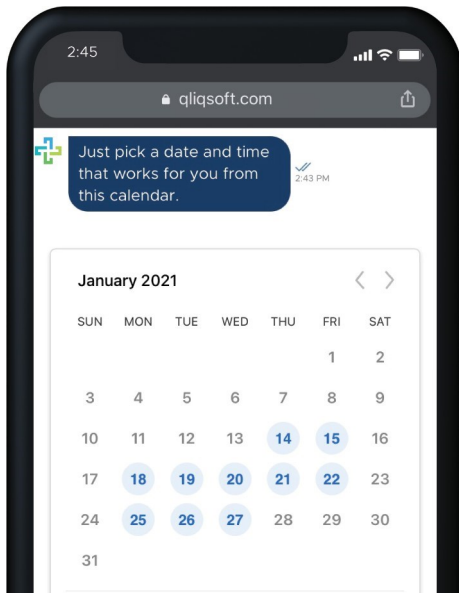 2:45
qliqsoft.com
Just pick a date and time
that works for you from
this calendar.
2:43 PM
January 2021
SUN MON TUE WED THU FRI SAT
1 2
3 4 5 6 7 8 9
10 11 12 13 14 15 16
17 18 19 20 21 22 23
24 25 26 27 28 29 30
31